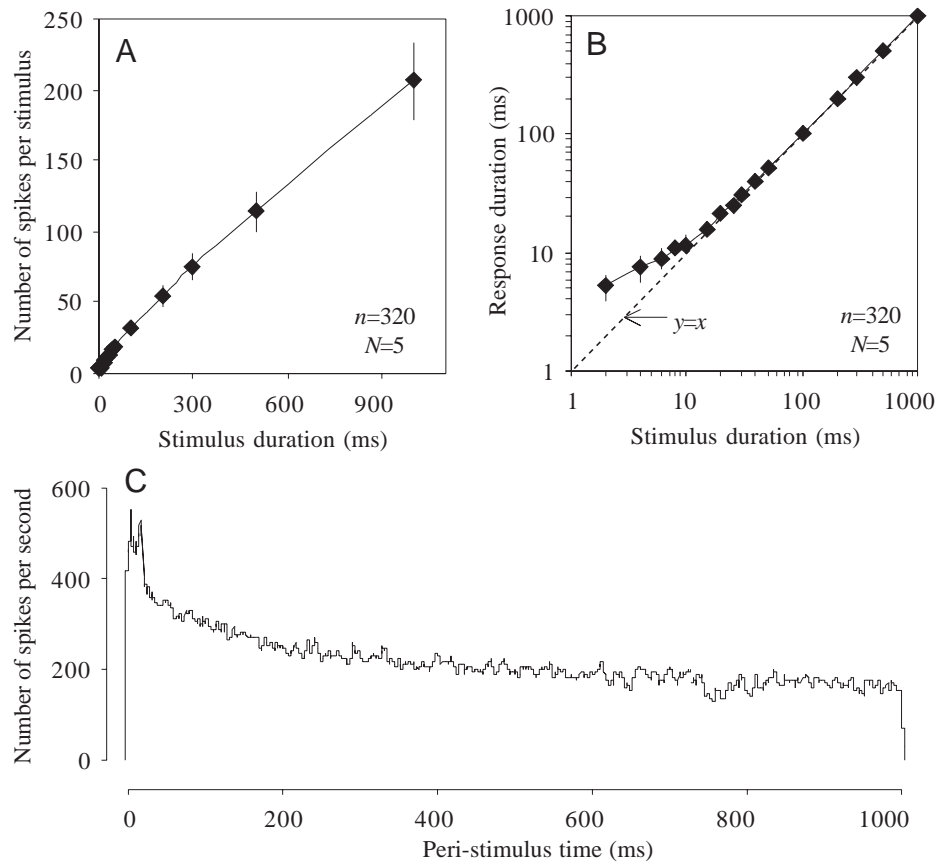 A
Number of spikes per stimulus
250
200
150
100
50
0
0
300
600
900
Stimulus duration (ms)
n=320
N=5
B
Response duration (ms)
1000
100
10
1
1
10
100
1000
Stimulus duration (ms)
y=x
n=320
N=5
C
Number of spikes per second
600
400
200
0
0
200
400
600
800
1000
Peri-stimulus time (ms)